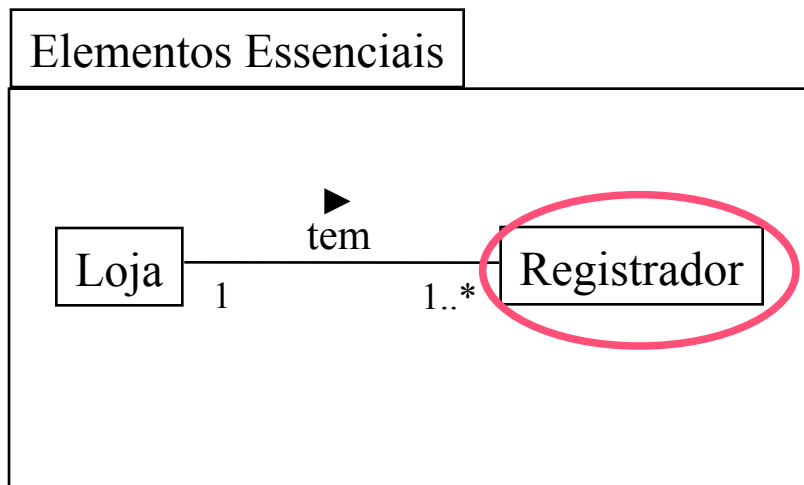 Elementos Essenciais
tem
Loja
Registrador
1
1..*